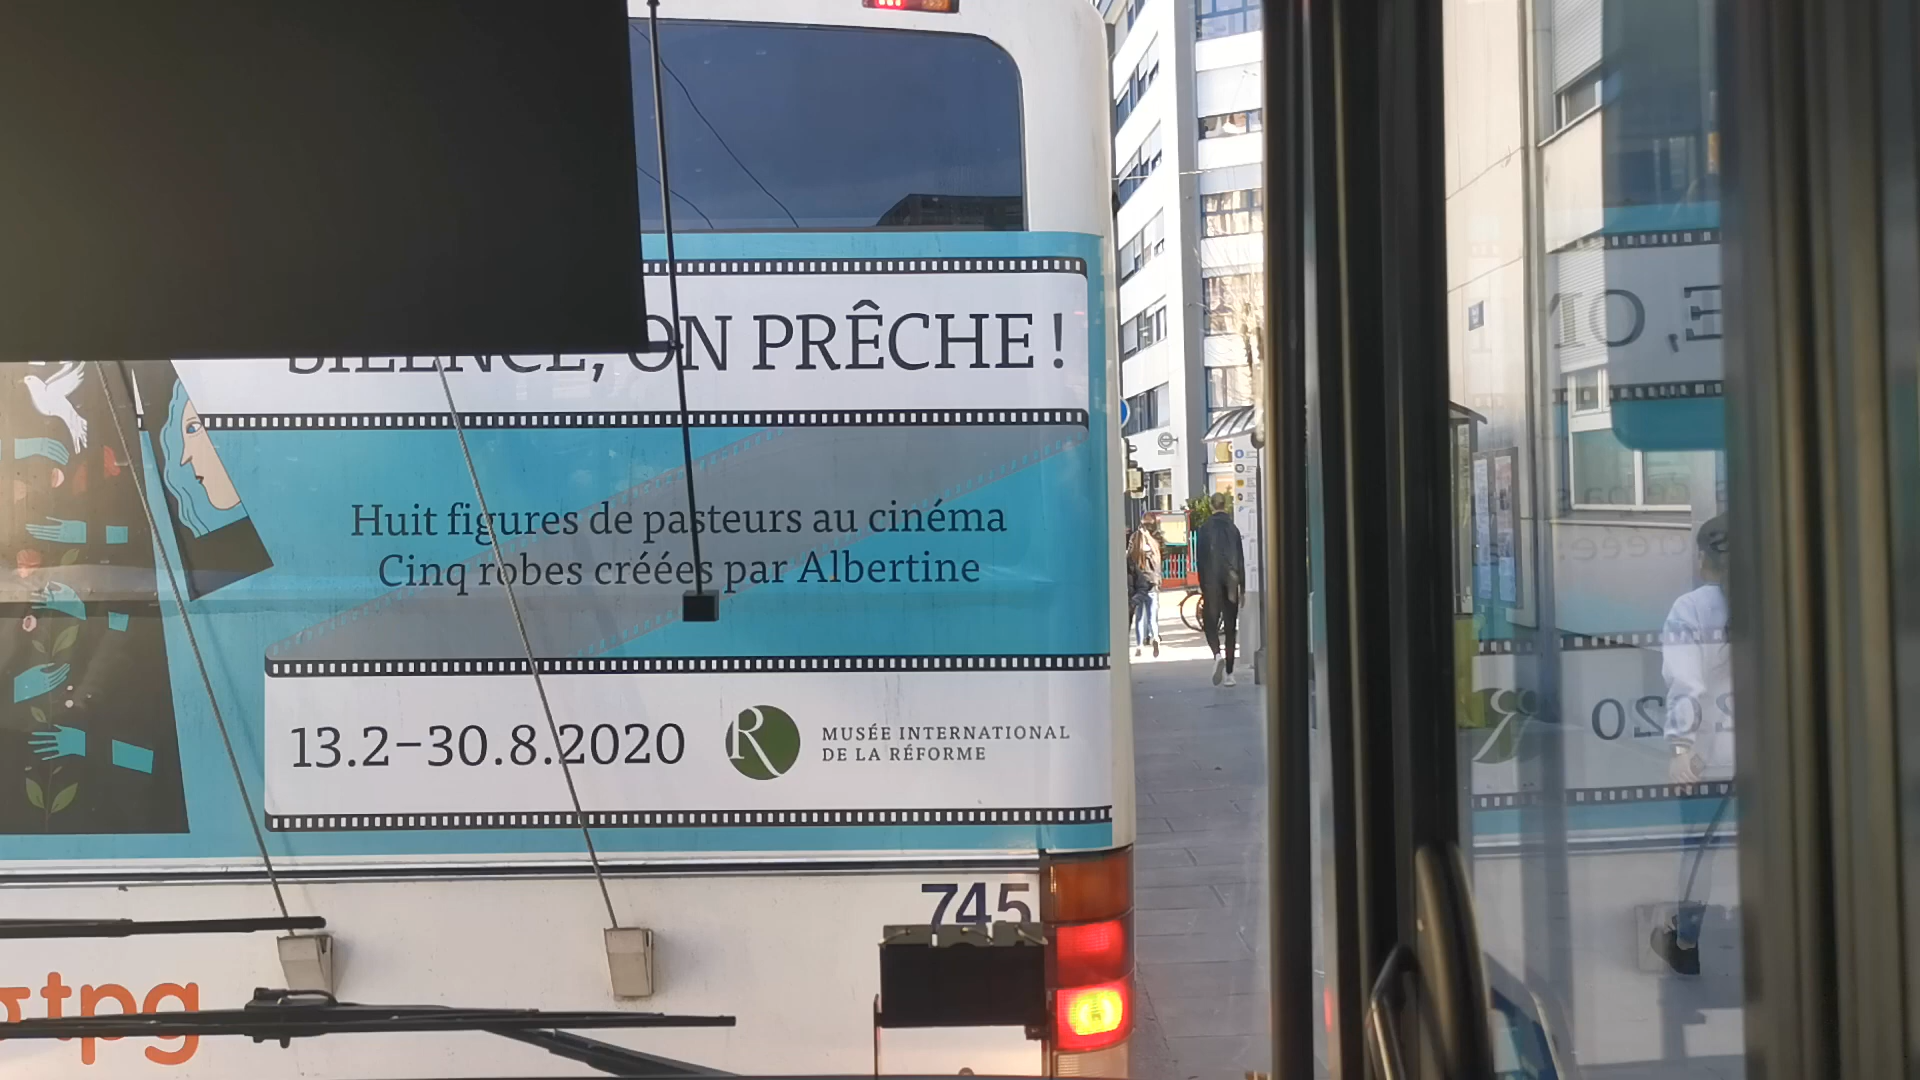 SILENCE, ON PRÊCHE !
Huit figures de pasteurs au cinéma
Cinq robes créées par Albertine
13.2–30.8.2020
R
MUSÉE INTERNATIONAL
DE LA RÉFORME
745
tpg